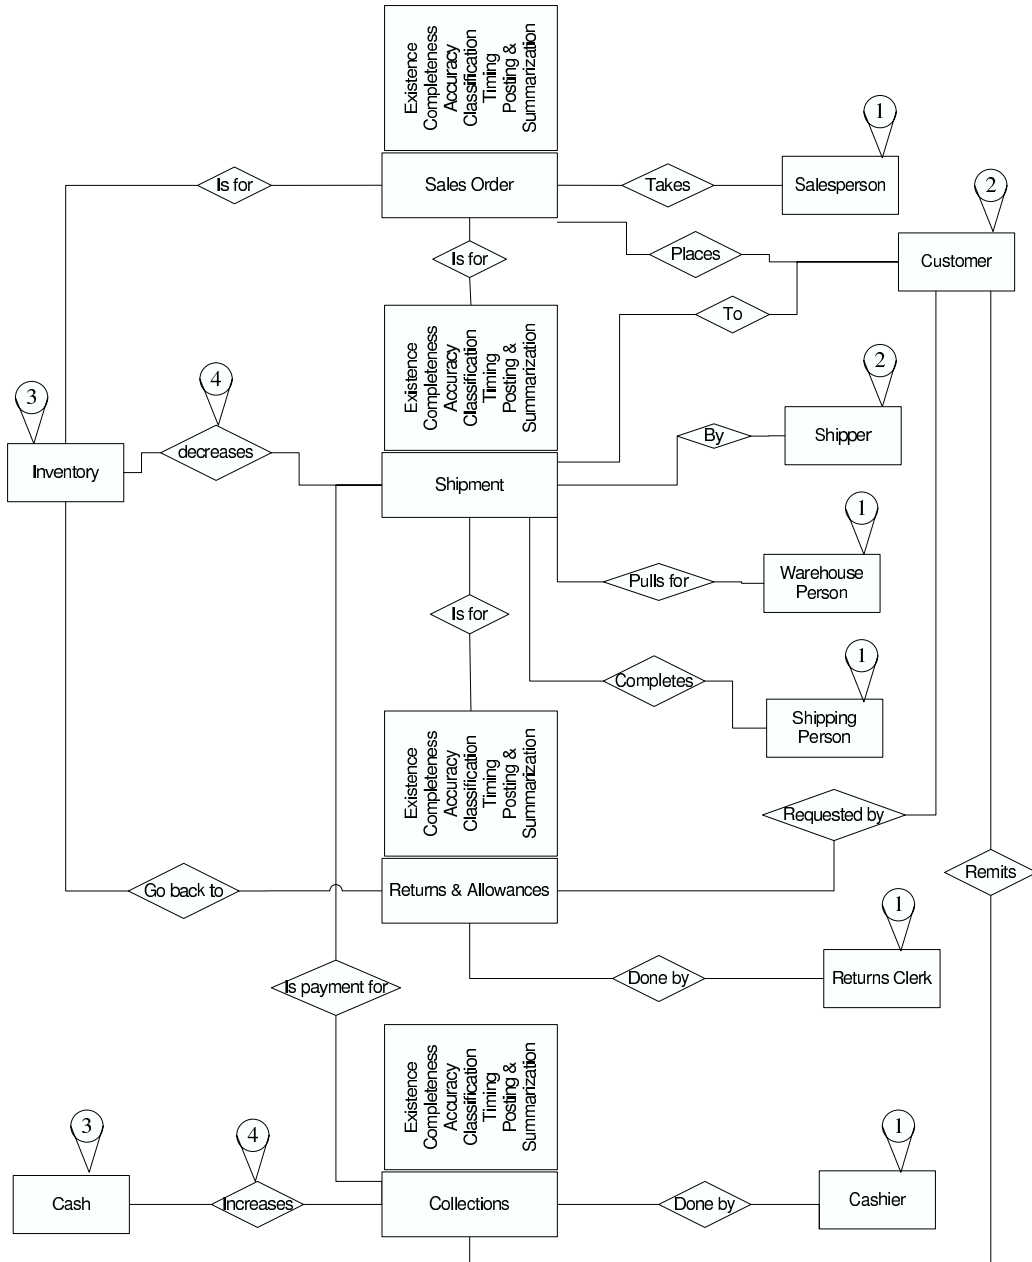 Existence
Completeness
Accuracy
Classification
Timing
Posting &
Summarization
1
Is for
Sales Order
Takes
Salesperson
2
Is for
Places
Customer
To
Existence
Completeness
Accuracy
Classification
Timing
Posting &
Summarization
3
4
2
decreases
By
Shipper
Inventory
Shipment
1
Pulls for
Warehouse
Person
Is for
1
Completes
Shipping
Person
Existence
Completeness
Accuracy
Classification
Timing
Posting &
Summarization
Requested by
Remits
Go back to
Returns & Allowances
1
Done by
Returns Clerk
Is payment for
Existence
Completeness
Accuracy
Classification
Timing
Posting &
Summarization
3
4
1
Cash
Increases
Collections
Done by
Cashier